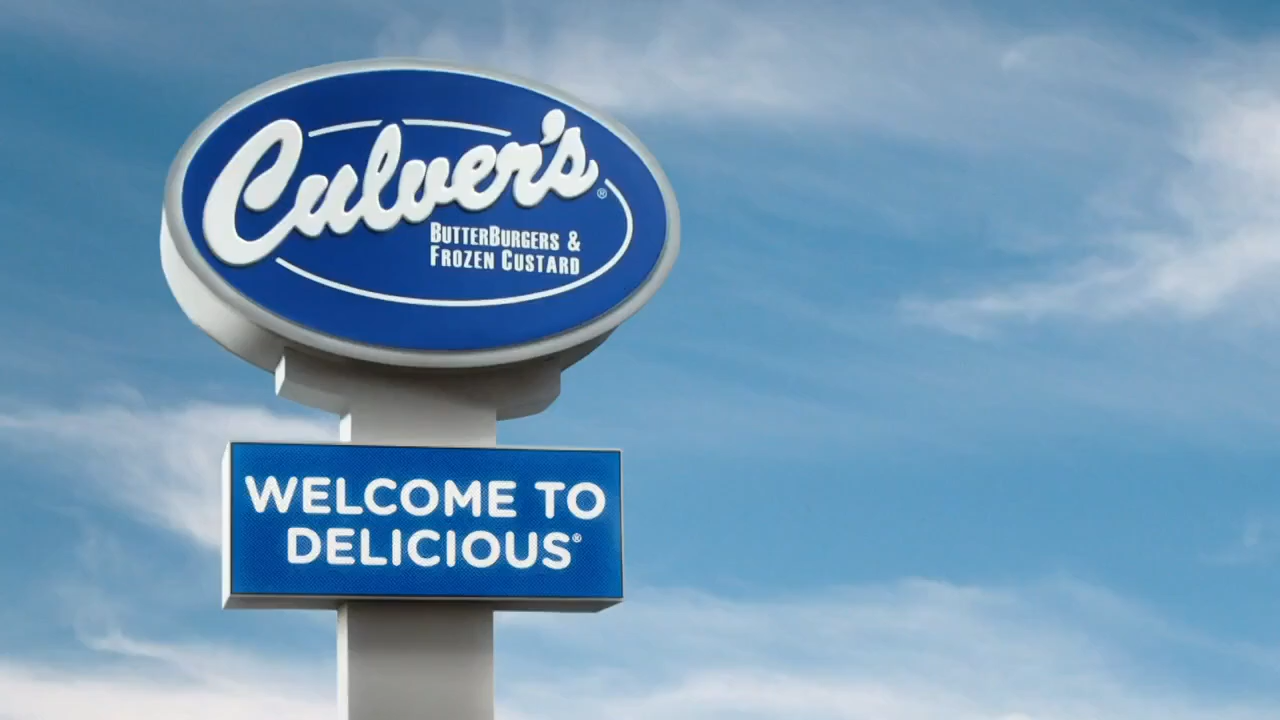 Culver's®
ButterBurgers &
Frozen Custard
WELCOME TO
DELICIOUS®